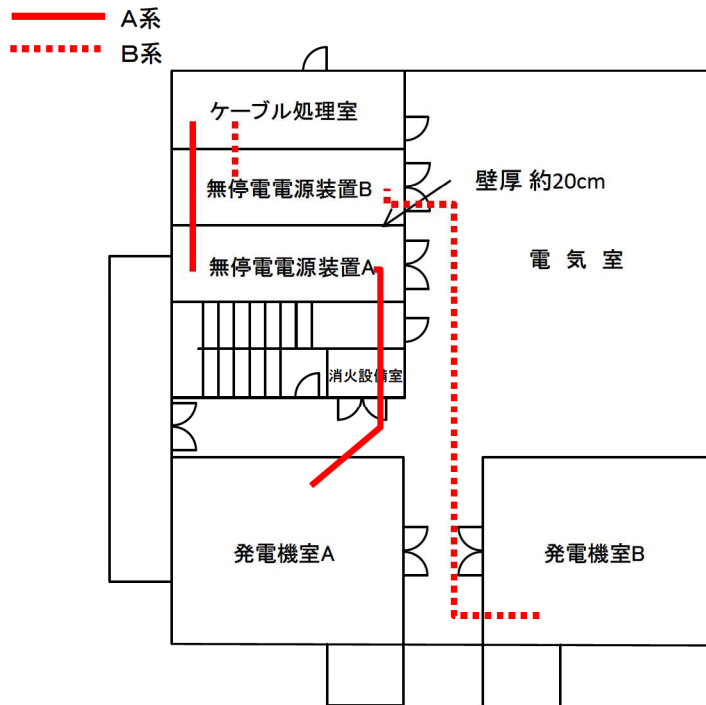 A系
B系
ケーブル処理室
無停電電源装置B
壁厚 約20cm
無停電電源装置A
電 気 室
消火設備室
発電機室A
発電機室B